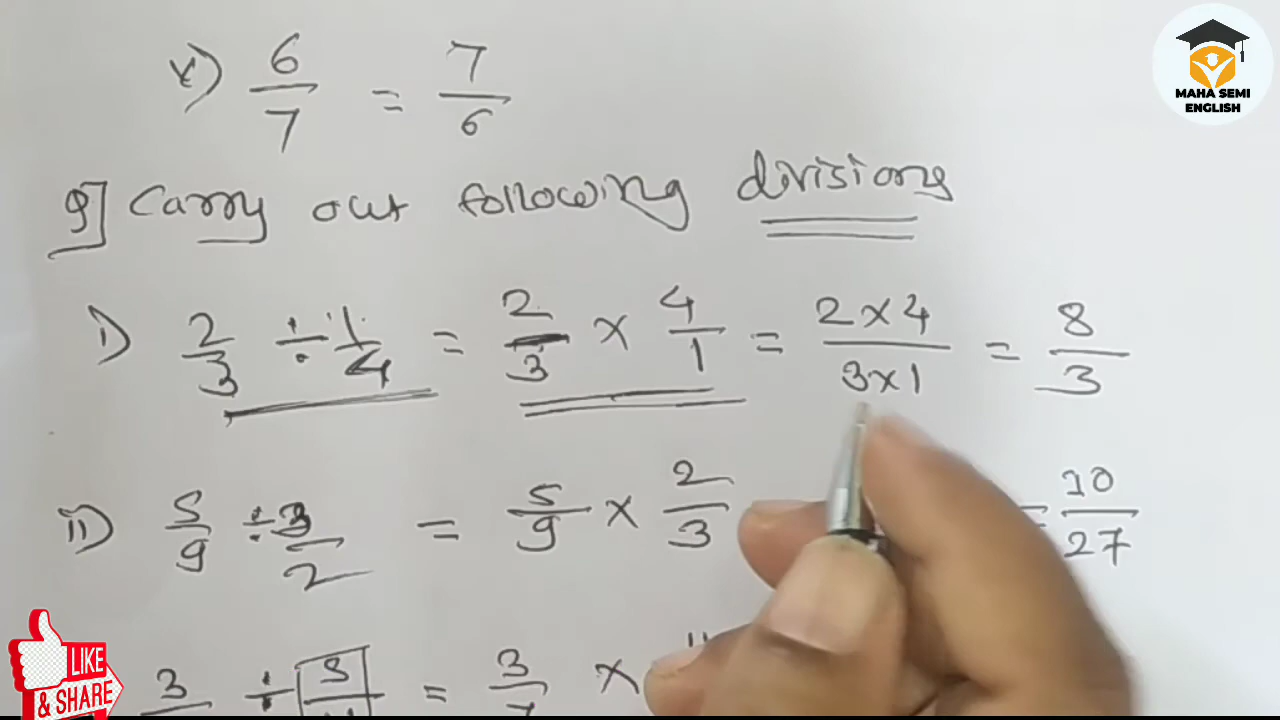 MAHA SEMI
ENGLISH
v) 6/7 = 7/6
Q] Carry out following divisions
i) 2/3 ÷ 1/4 = 2/3 × 4/1 = 2×4/3×1 = 8/3
ii) 5/9 ÷ 3/2 = 5/9 × 2/3 = 10/27
3 ÷ 5 = 3/7 ×
LIKE
& SHARE